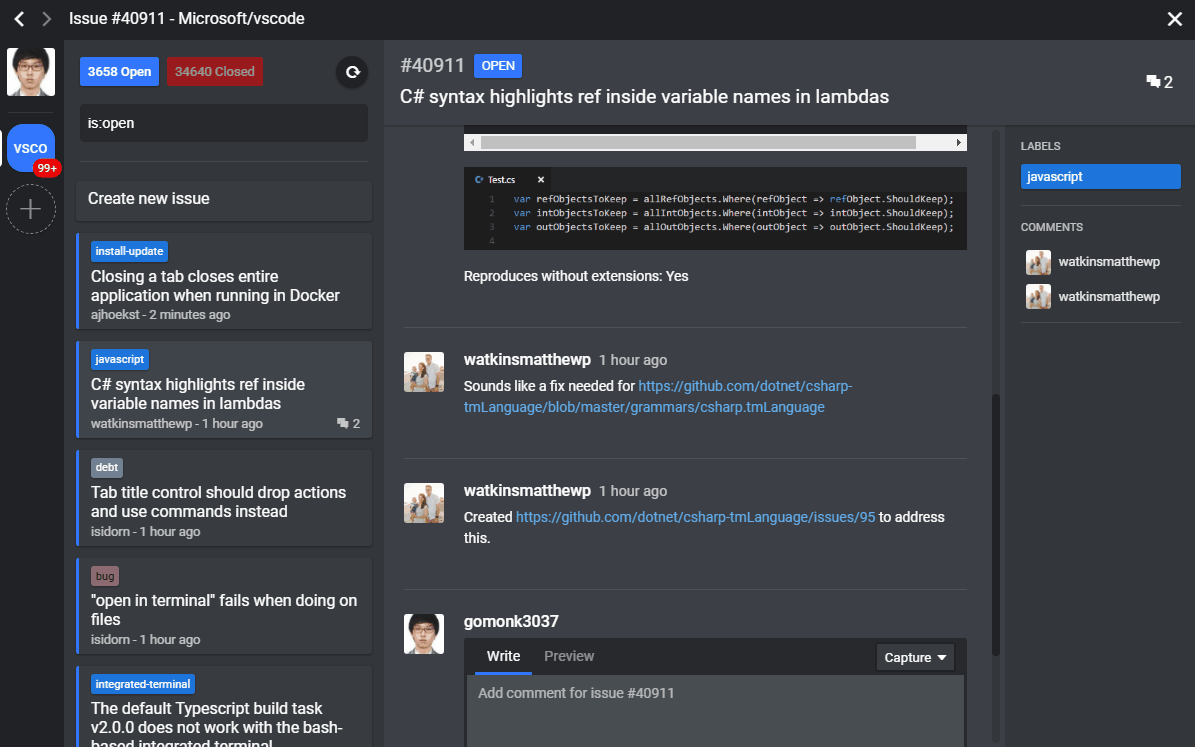 Issue #40911 - Microsoft/vscode
VSCO
99+
3658 Open
34640 Closed
is:open
Create new issue
install-update
Closing a tab closes entire
application when running in Docker
ajhoekst - 2 minutes ago
javascript
C# syntax highlights ref inside
variable names in lambdas
watkinsmatthewp - 1 hour ago
2
debt
Tab title control should drop actions
and use commands instead
isidorn - 1 hour ago
bug
"open in terminal" fails when doing on
files
isidorn - 1 hour ago
integrated-terminal
The default Typescript build task
v2.0.0 does not work with the bash-
based integrated terminal
#40911 OPEN
C# syntax highlights ref inside variable names in lambdas
2
Test.cs
1 var refObjectsToKeep = allRefObjects.Where(refObject => refObject.ShouldKeep);
2 var intObjectsToKeep = allIntObjects.Where(intObject => intObject.ShouldKeep);
3 var outObjectsToKeep = allOutObjects.Where(outObject => outObject.ShouldKeep);
4
Reproduces without extensions: Yes
watkinsmatthewp 1 hour ago
Sounds like a fix needed for https://github.com/dotnet/csharp-
tmLanguage/blob/master/grammars/csharp.tmLanguage
watkinsmatthewp 1 hour ago
Created https://github.com/dotnet/csharp-tmLanguage/issues/95 to address
this.
gomonk3037
Write Preview Capture
Add comment for issue #40911
LABELS
javascript
COMMENTS
watkinsmatthewp
watkinsmatthewp